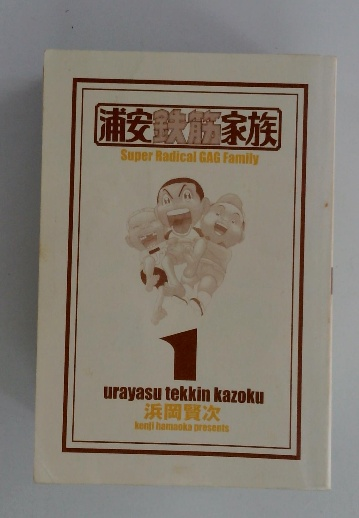 浦安鉄筋家族
Super Radical GAG Family
1
urayasu tekkin kazoku
浜岡賢次
kenji hamaoka presents